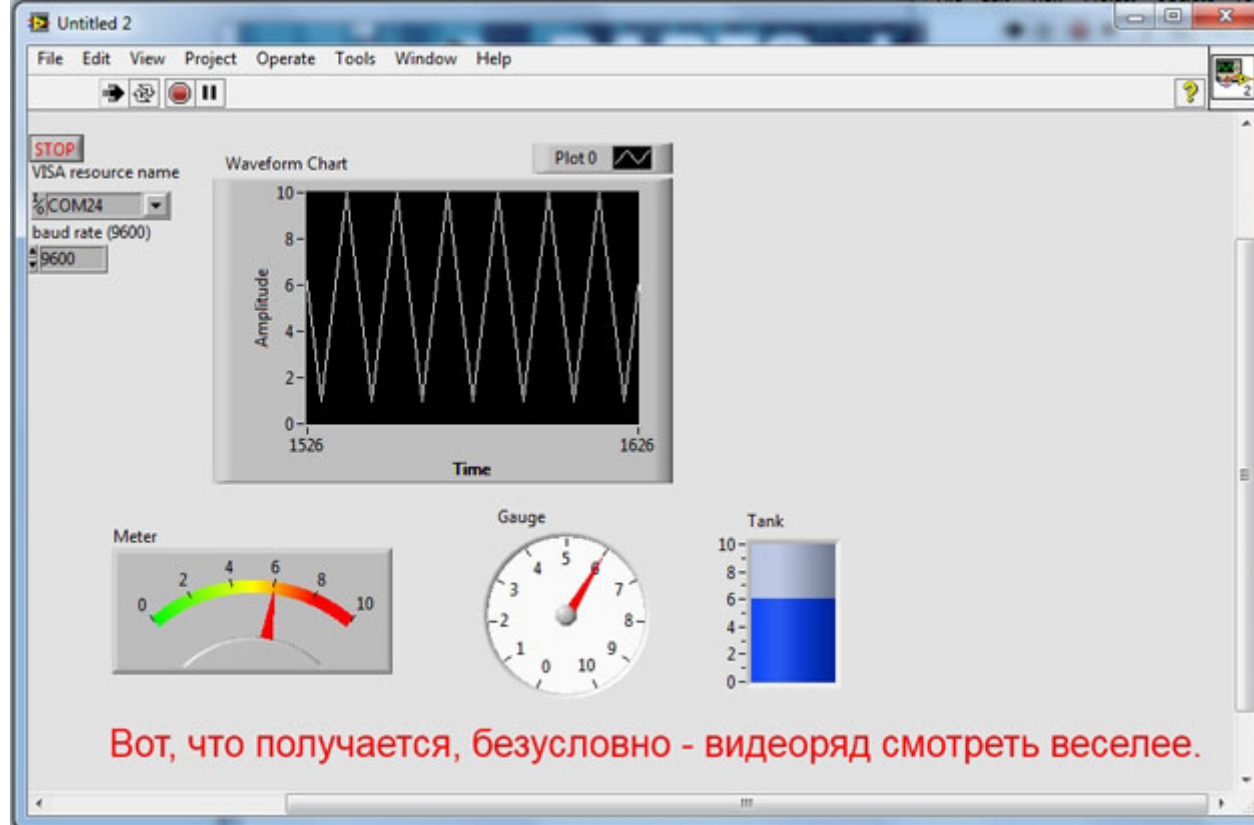 Untitled 2
File Edit View Project Operate Tools Window Help
2
STOP
VISA resource name
COM24
baud rate (9600)
9600
Waveform Chart
Plot 0
10
8
6
4
2
0
Amplitude
1526 1626
Time
Meter
0 2 4 6 8 10
Gauge
0 1 2 3 4 5 6 7 8 9 10
Tank
10
8
6
4
2
0
Вот, что получается, безусловно - видеоряд смотреть веселее.